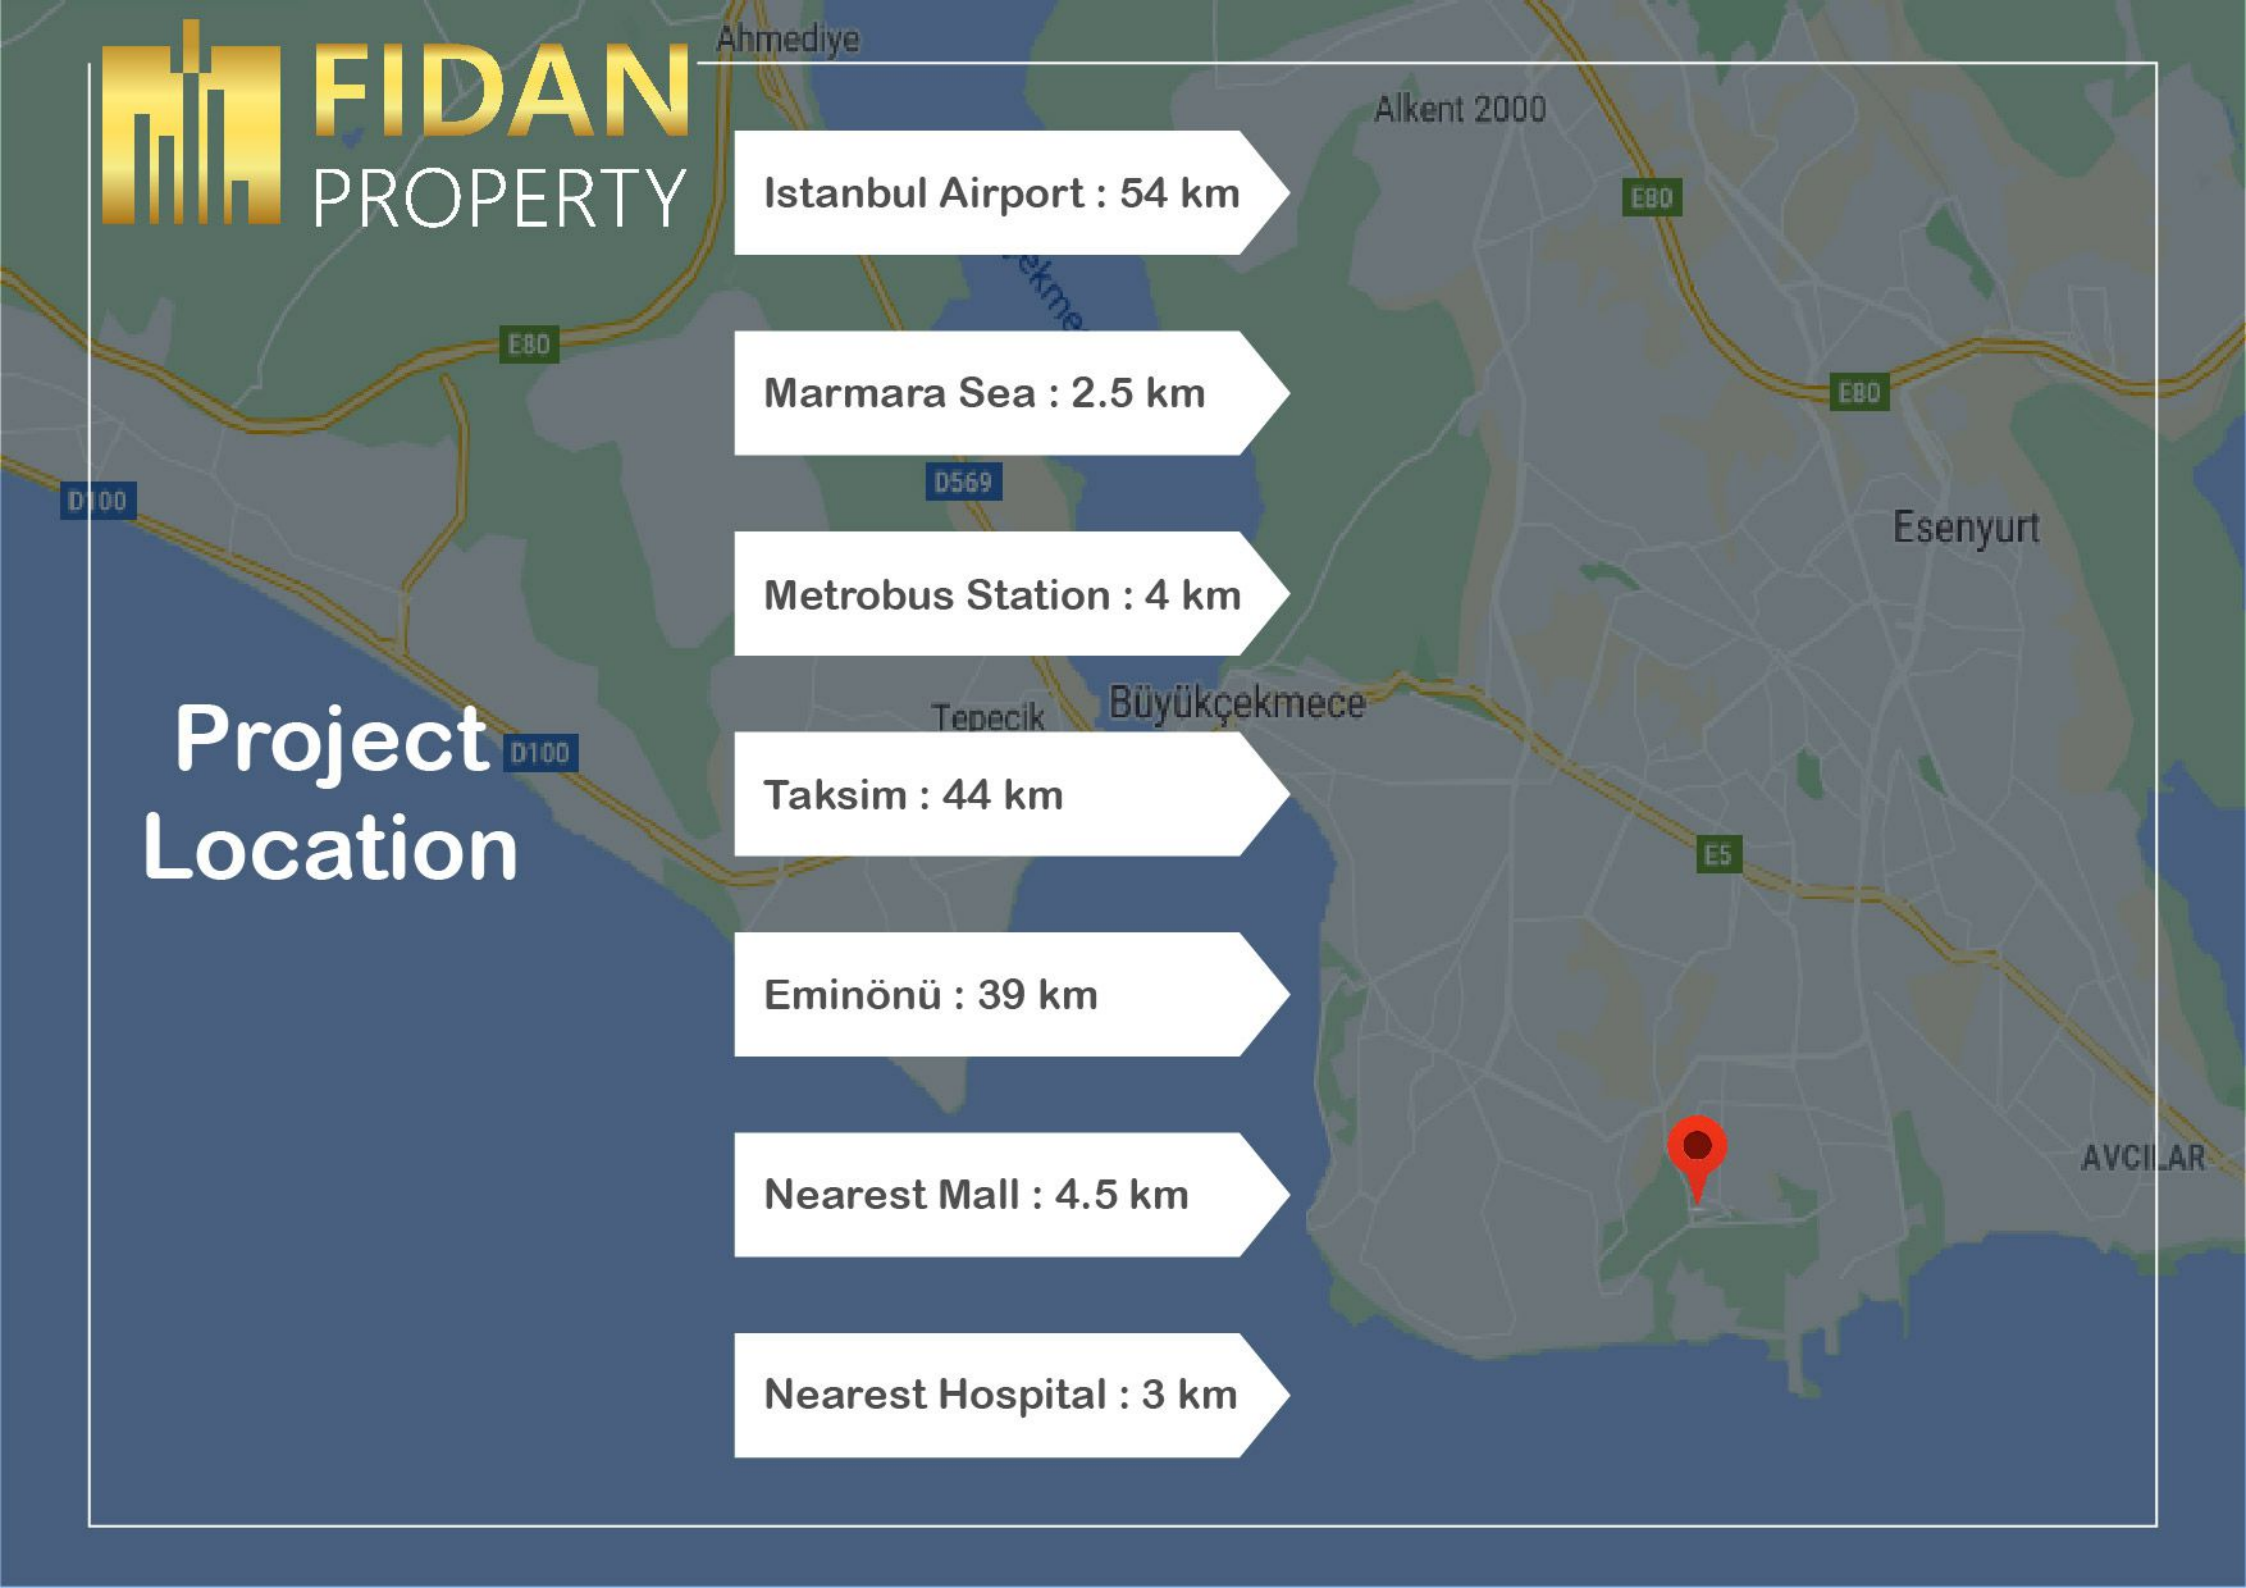 FIDAN
PROPERTY
Ahmediye
Alkent 2000
Istanbul Airport : 54 km
E80
ekme
E80
Marmara Sea : 2.5 km
E80
D569
D100
Esenyurt
Metrobus Station : 4 km
Büyükçekmece
Tepecik
Project
Location
D100
Taksim : 44 km
E5
Eminönü : 39 km
AVCILAR
Nearest Mall : 4.5 km
Nearest Hospital : 3 km